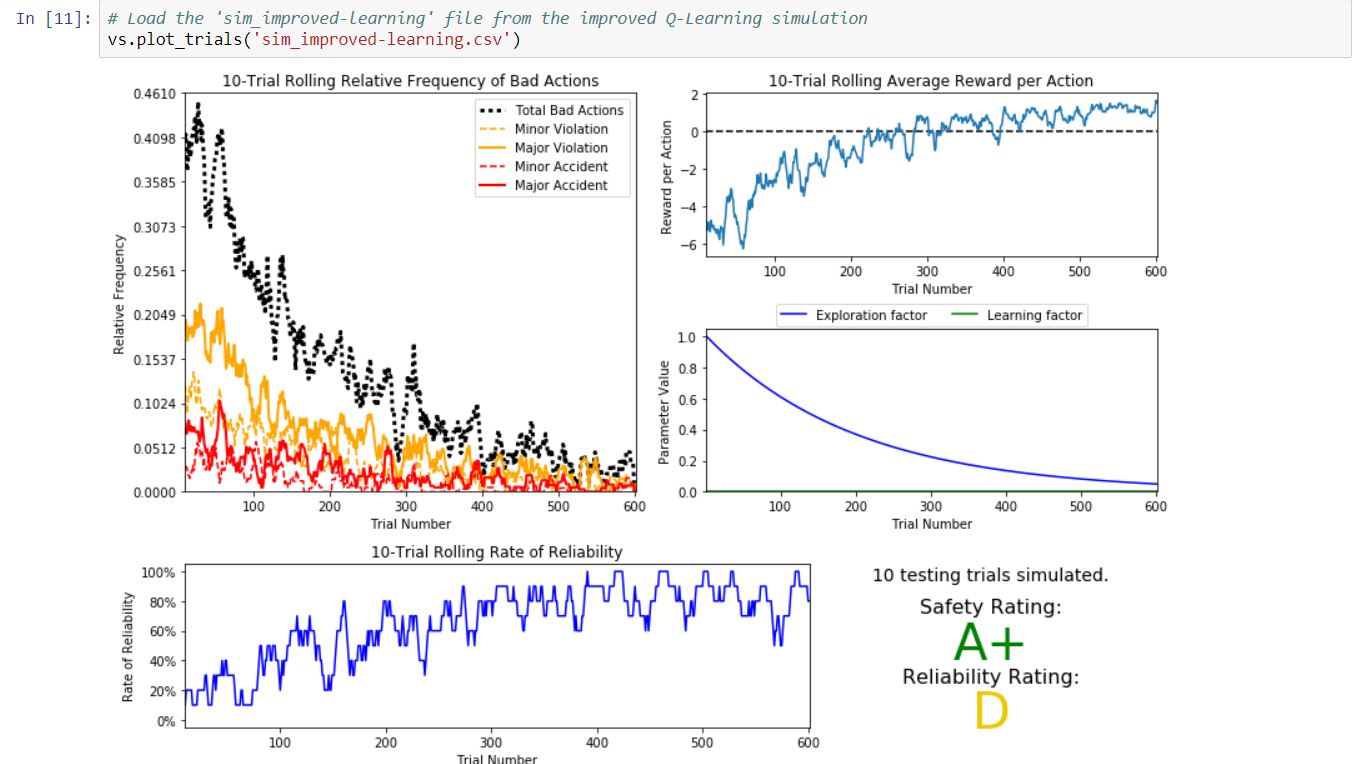 In [11]: # Load the 'sim_improved-learning' file from the improved Q-Learning simulation
vs.plot_trials('sim_improved-learning.csv')
10-Trial Rolling Relative Frequency of Bad Actions
0.4610
0.4098
0.3585
0.3073
0.2561
0.2049
0.1537
0.1024
0.0512
0.0000
Relative Frequency
Total Bad Actions
Minor Violation
Major Violation
Minor Accident
Major Accident
100 200 300 400 500 600
Trial Number
10-Trial Rolling Average Reward per Action
2
0
−2
−4
−6
Reward per Action
100 200 300 400 500 600
Trial Number
Exploration factor Learning factor
1.0
0.8
0.6
0.4
0.2
0.0
Parameter Value
100 200 300 400 500 600
Trial Number
10-Trial Rolling Rate of Reliability
100%
80%
60%
40%
20%
0%
Rate of Reliability
100 200 300 400 500 600
Trial Number
10 testing trials simulated.
Safety Rating:
A+
Reliability Rating:
D